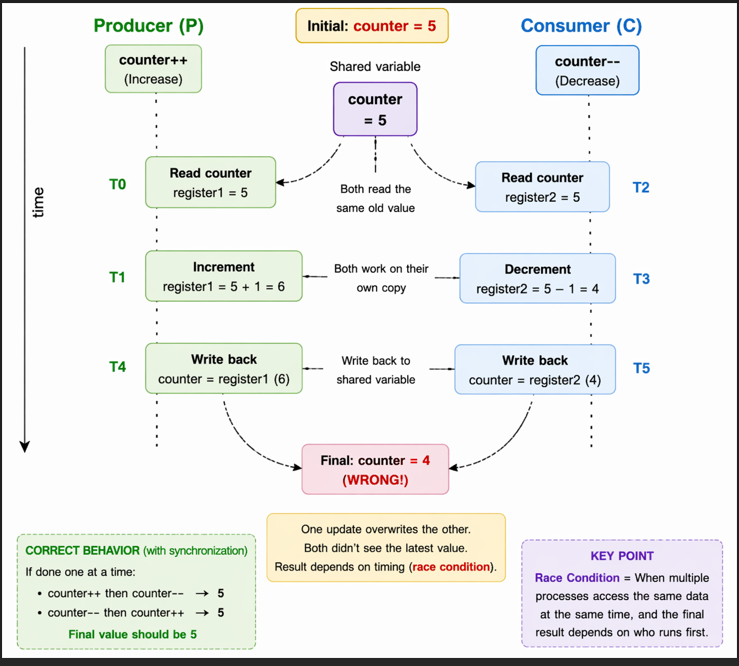 Producer (P)
Initial: counter = 5
Consumer (C)
counter++
(Increase)
Shared variable
counter--
(Decrease)
counter
= 5
time
T0
Read counter
register1 = 5
Both read the
same old value
Read counter
register2 = 5
T2
T1
Increment
register1 = 5 + 1 = 6
Both work on their
own copy
Decrement
register2 = 5 − 1 = 4
T3
T4
Write back
counter = register1 (6)
Write back to
shared variable
Write back
counter = register2 (4)
T5
Final: counter = 4
(WRONG!)
CORRECT BEHAVIOR (with synchronization)
If done one at a time:
• counter++ then counter-- → 5
• counter-- then counter++ → 5
Final value should be 5
One update overwrites the other.
Both didn't see the latest value.
Result depends on timing (race condition).
KEY POINT
Race Condition = When multiple
processes access the same data
at the same time, and the final
result depends on who runs first.